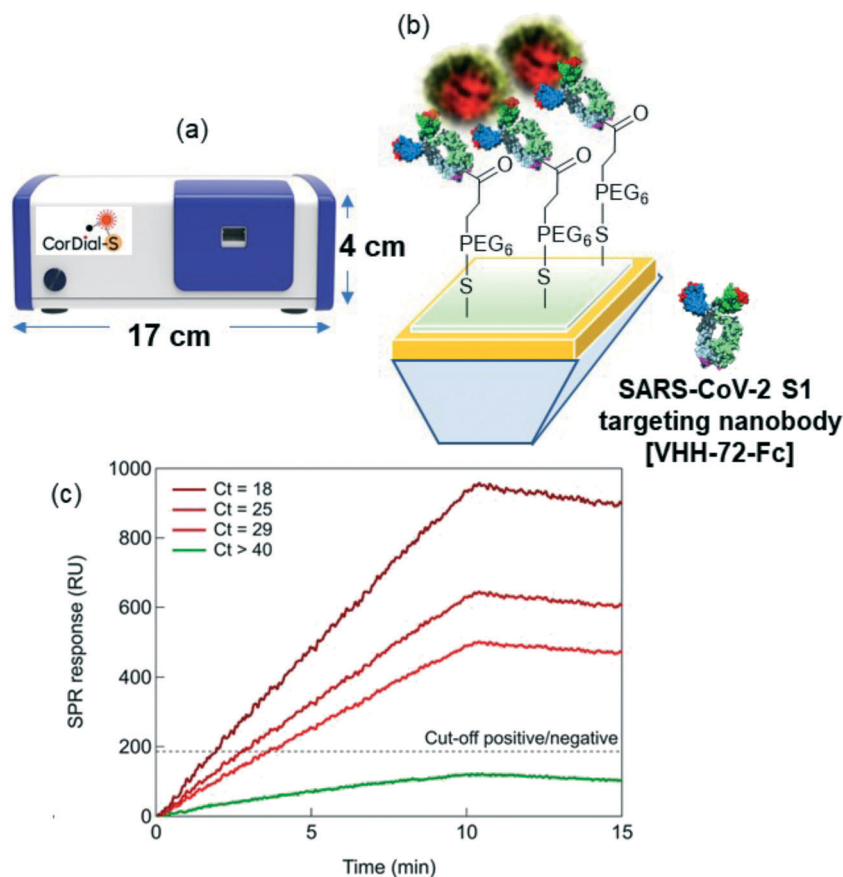 (a)
CorDial-S
4 cm
17 cm
(b)
O
O
O
PEG6
PEG6
PEG6
S
S
S
SARS-CoV-2 S1
targeting nanobody
[VHH-72-Fc]
(c)
1000
800
600
400
200
0
SPR response (RU)
Ct = 18
Ct = 25
Ct = 29
Ct > 40
Cut-off positive/negative
0
5
10
15
Time (min)